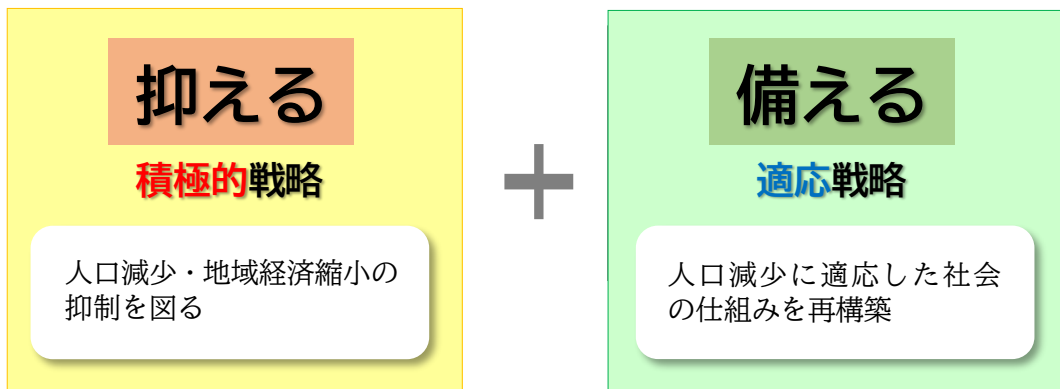 抑える
積極的戦略
人口減少・地域経済縮小の
抑制を図る
+
備える
適応戦略
人口減少に適応した社会
の仕組みを再構築